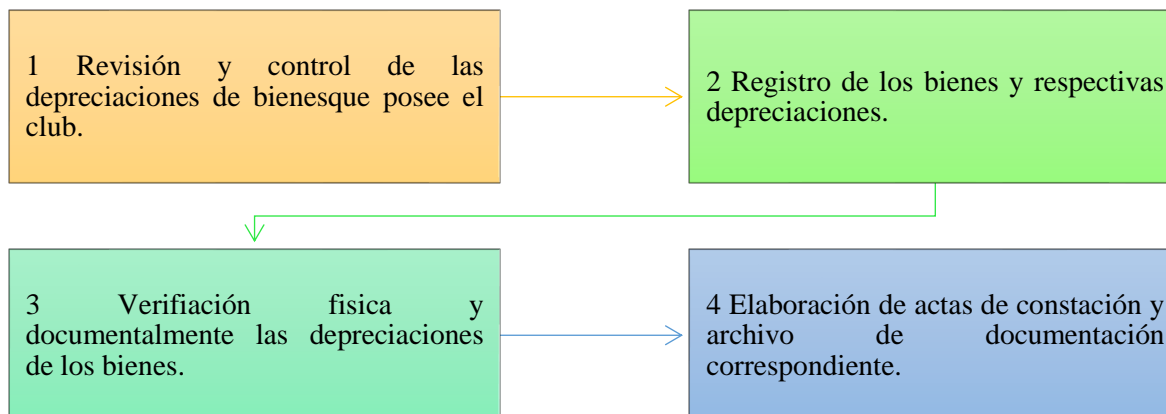 1 Revisión y control de las
depreciaciones de bienesque posee el
club.
2 Registro de los bienes y respectivas
depreciaciones.
3 Verifiación fisica y
documentalmente las depreciaciones
de los bienes.
4 Elaboración de actas de constación y
archivo de documentación
correspondiente.